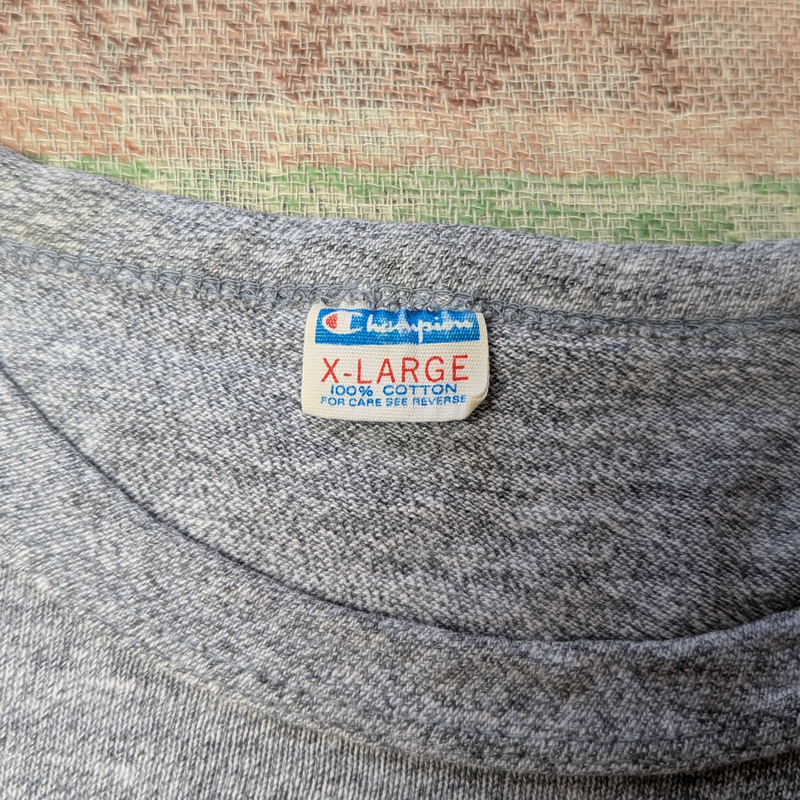 Champion
X-LARGE
100% COTTON
FOR CARE SEE REVERSE